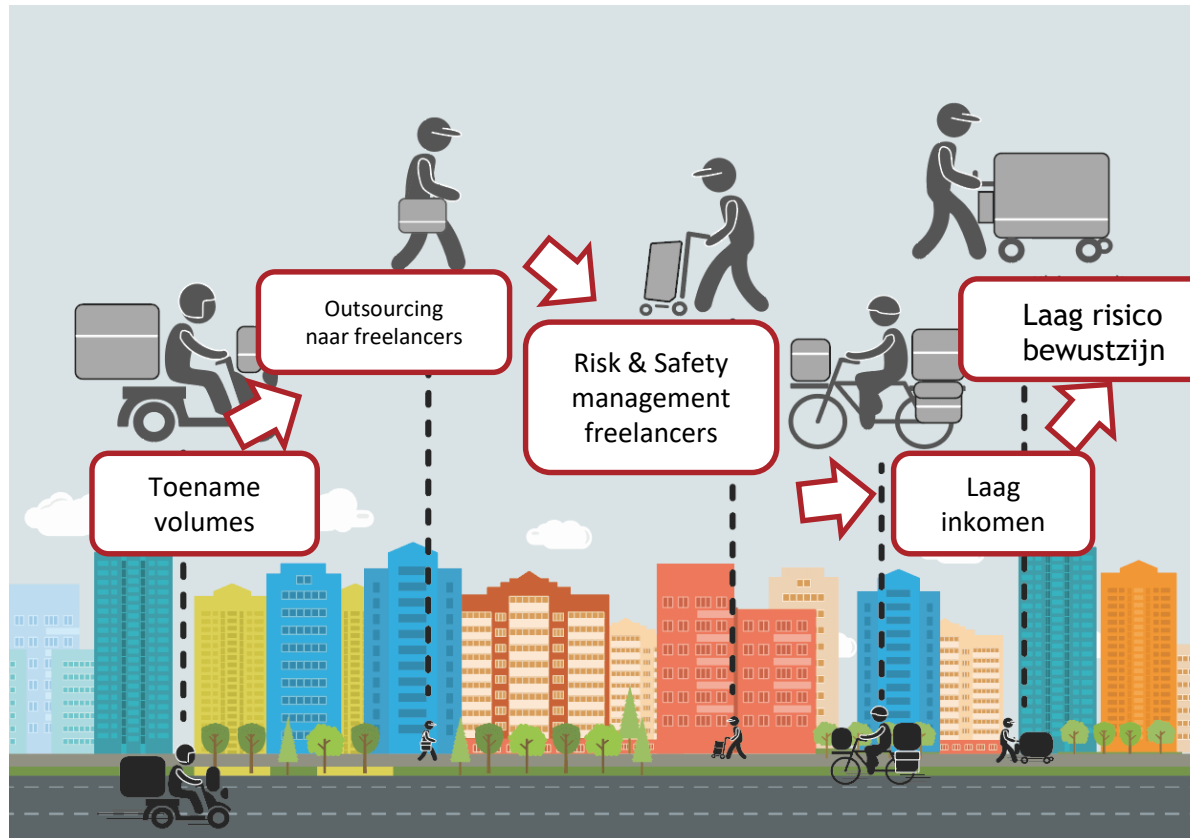 Toename
volumes
Outsourcing
naar freelancers
Risk & Safety
management
freelancers
Laag
inkomen
Laag risico
bewustzijn